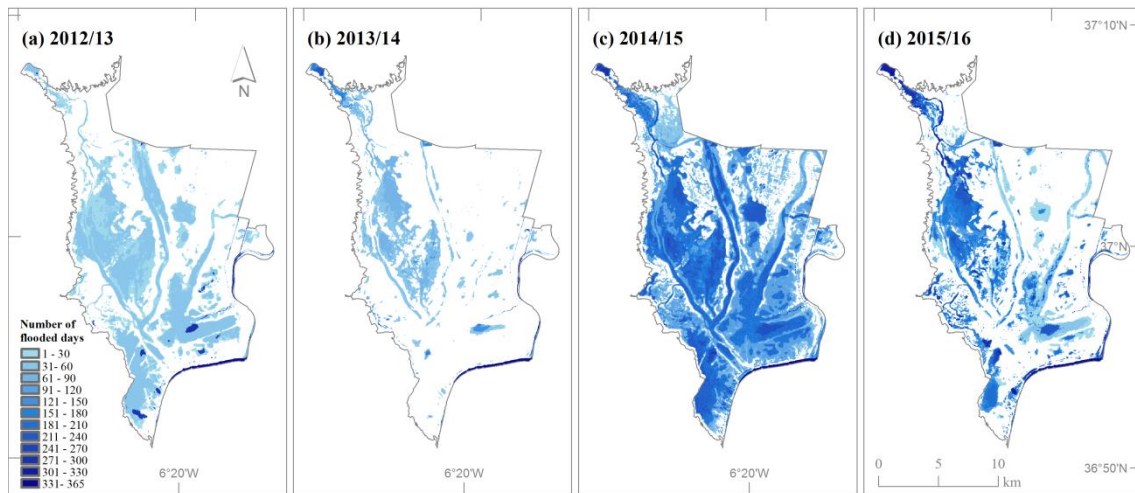 (a) 2012/13
(b) 2013/14
(c) 2014/15
(d) 2015/16
37°10'N
N
37°N
Number of
flooded days
1 - 30
31- 60
61 - 90
91 - 120
121 - 150
151 - 180
181 - 210
211 - 240
241 - 270
271 - 300
301 - 330
331- 365
6°20'W
6°20'W
6°20'W
0 5 10
km
36°50'N